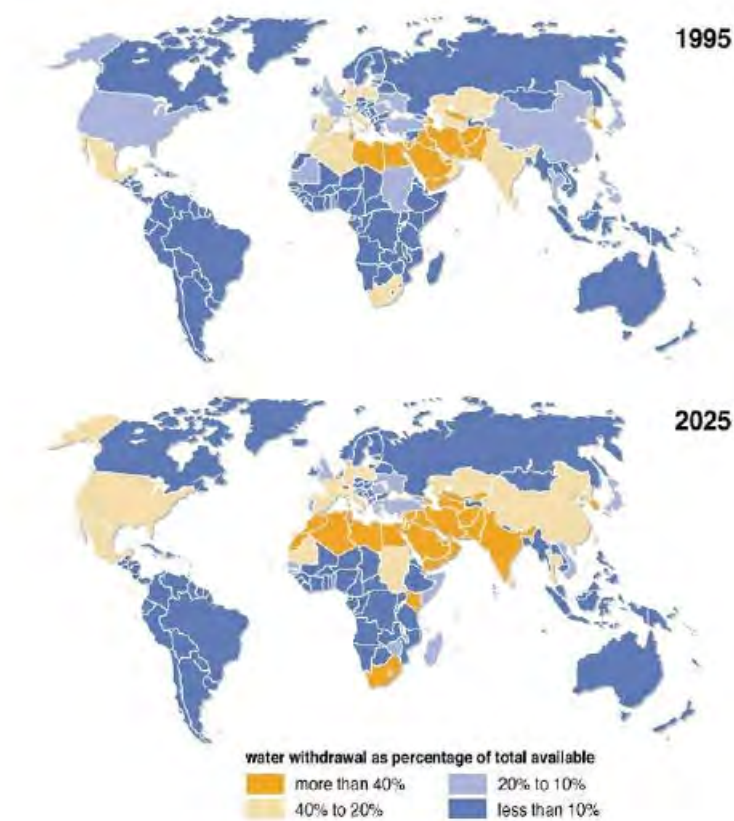 1995
2025
water withdrawal as percentage of total available
more than 40%
20% to 10%
40% to 20%
less than 10%